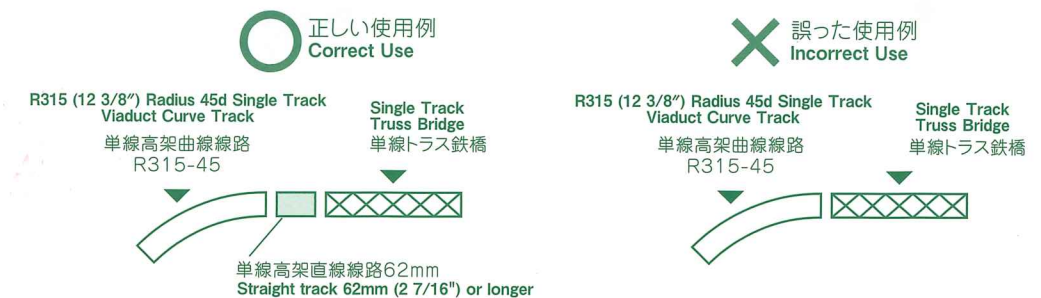 正しい使用例
Correct Use
R315 (12 3/8″) Radius 45d Single Track
Viaduct Curve Track
単線高架曲線線路
R315-45
Single Track
Truss Bridge
単線トラス鉄橋
単線高架直線線路62mm
Straight track 62mm (2 7/16") or longer
誤った使用例
Incorrect Use
R315 (12 3/8″) Radius 45d Single Track
Viaduct Curve Track
単線高架曲線線路
R315-45
Single Track
Truss Bridge
単線トラス鉄橋